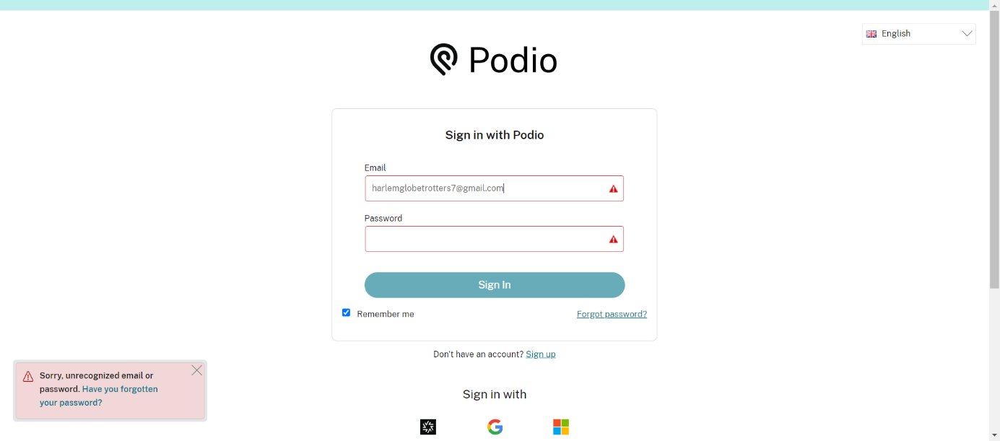 English
Podio
Sign in with Podio
Email
harlemglobetrotters7@gmail.com
Password
Sign In
Remember me
Forgot password?
Don't have an account? Sign up
Sorry, unrecognized email or
password. Have you forgotten
your password?
Sign in with